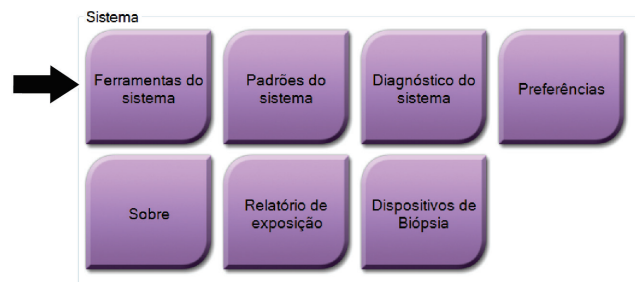 Sistema
Ferramentas do
sistema
Padrões do
sistema
Diagnóstico do
sistema
Preferências
Sobre
Relatório de
exposição
Dispositivos de
Biópsia